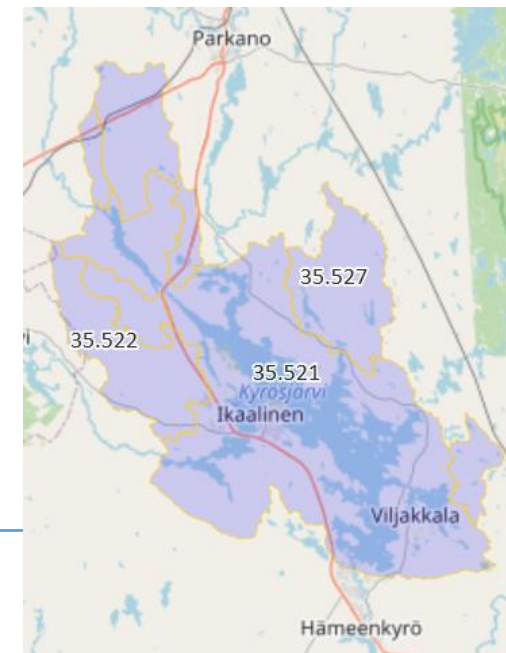 Parkano
35.527
35.522
35.521
Kyrösjärvi
Ikaalinen
Viljakkala
Hämeenkyrö